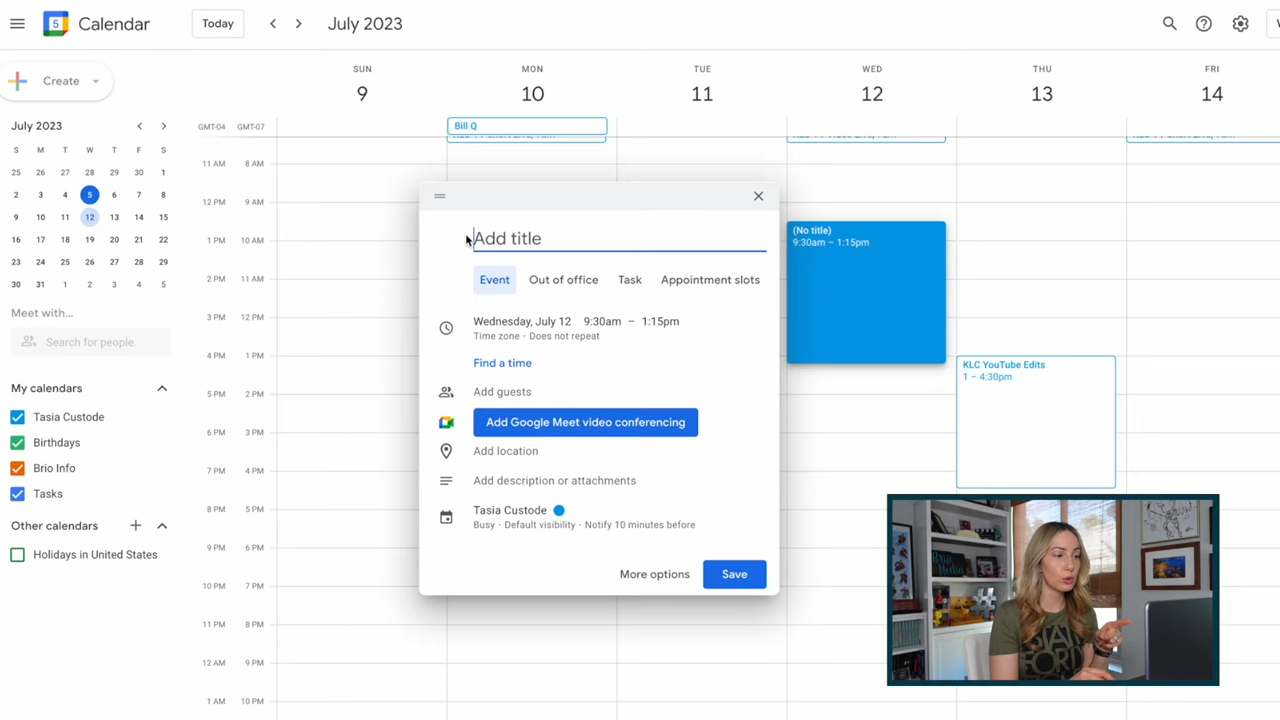 5
Calendar
Today
July 2023
Create
July 2023
S M T W T F S
25 26 27 28 29 30 1
2 3 4 5 6 7 8
9 10 11 12 13 14 15
16 17 18 19 20 21 22
23 24 25 26 27 28 29
30 31 1 2 3 4 5
Meet with...
Search for people
My calendars
Tasia Custode
Birthdays
Brio Info
Tasks
Other calendars
Holidays in United States
SUN MON TUE WED THU FRI
9 10 11 12 13 14
GMT-04 GMT-07
Bill Q
11 AM 8 AM
12 PM 9 AM
1 PM 10 AM
2 PM 11 AM
3 PM 12 PM
4 PM 1 PM
5 PM 2 PM
6 PM 3 PM
7 PM 4 PM
8 PM 5 PM
9 PM 6 PM
10 PM 7 PM
11 PM 8 PM
12 AM 9 PM
1 AM 10 PM
Add title
Event Out of office Task Appointment slots
Wednesday, July 12 9:30am – 1:15pm
Time zone · Does not repeat
Find a time
Add guests
Add Google Meet video conferencing
Add location
Add description or attachments
Tasia Custode
Busy · Default visibility · Notify 10 minutes before
More options Save
(No title)
9:30am – 1:15pm
KLC YouTube Edits
1 – 4:30pm
Brio
Media